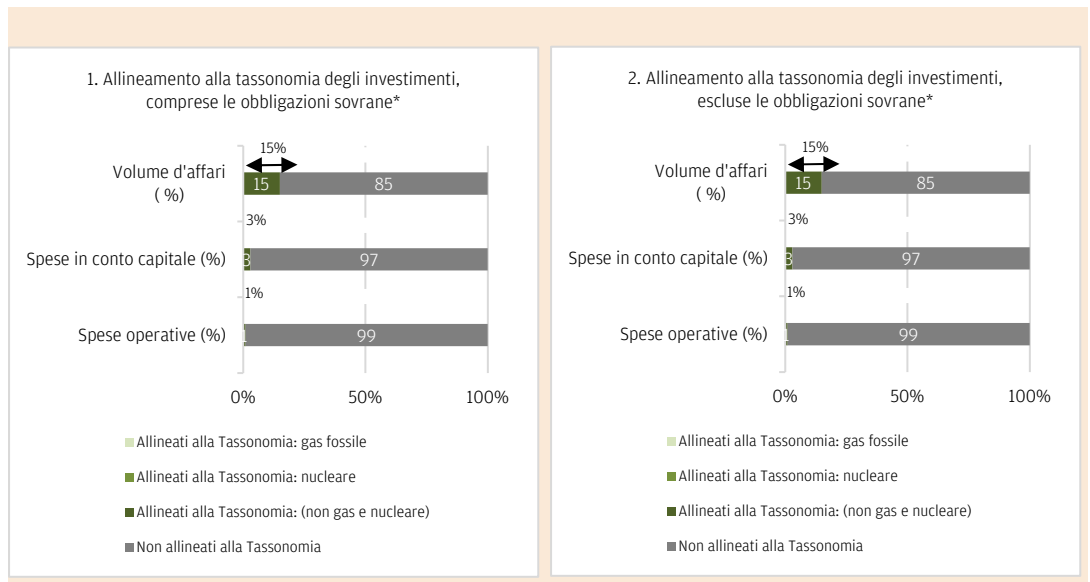 1. Allineamento alla tassonomia degli investimenti,
comprese le obbligazioni sovrane*
15%
Volume d'affari
( %)
15
85
3%
Spese in conto capitale (%)
3
97
1%
Spese operative (%)
1
99
0%
50%
100%
Allineati alla Tassonomia: gas fossile
Allineati alla Tassonomia: nucleare
Allineati alla Tassonomia: (non gas e nucleare)
Non allineati alla Tassonomia
2. Allineamento alla tassonomia degli investimenti,
escluse le obbligazioni sovrane*
15%
Volume d'affari
( %)
15
85
3%
Spese in conto capitale (%)
3
97
1%
Spese operative (%)
1
99
0%
50%
100%
Allineati alla Tassonomia: gas fossile
Allineati alla Tassonomia: nucleare
Allineati alla Tassonomia: (non gas e nucleare)
Non allineati alla Tassonomia